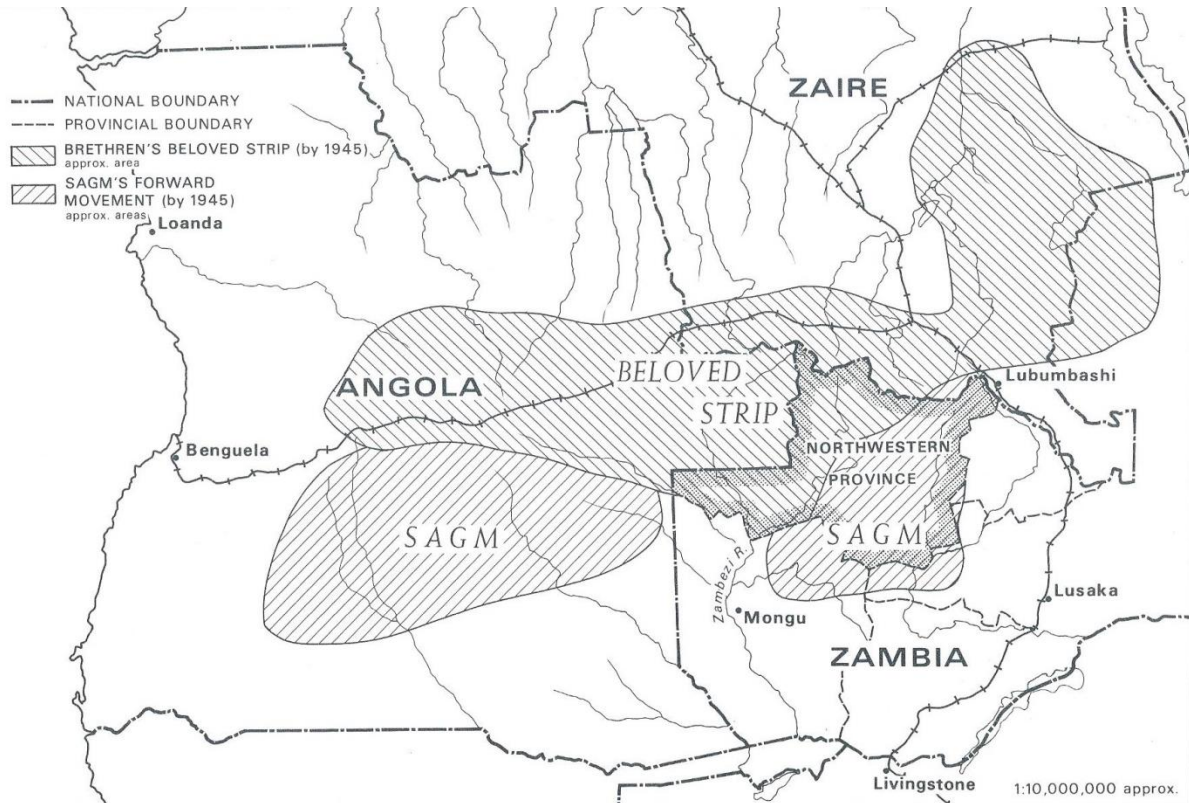 ZAIRE
NATIONAL BOUNDARY
PROVINCIAL BOUNDARY
BRETHREN'S BELOVED STRIP (by 1945)
approx. area
SAGM'S FORWARD
MOVEMENT (by 1945)
approx. areas
Loanda
BELOVED
STRIP
ANGOLA
Lubumbashi
Benguela
NORTHWESTERN
PROVINCE
SAGM
SAGM
Zambezi R.
Mongu
Lusaka
ZAMBIA
Livingstone
1:10,000,000 approx.